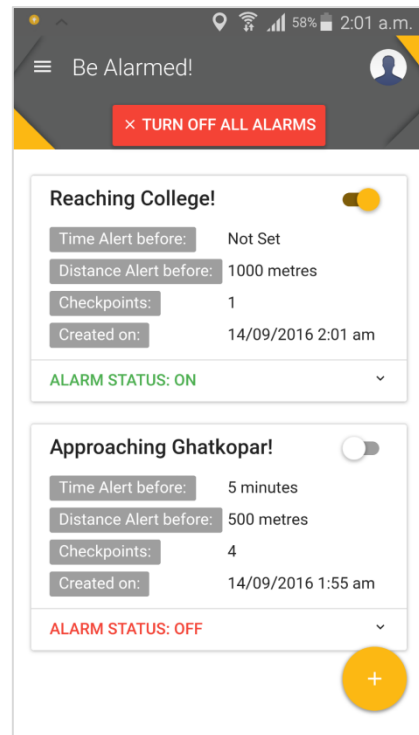 58% 2:01 a.m.
Be Alarmed!
× TURN OFF ALL ALARMS
Reaching College!
Time Alert before: Not Set
Distance Alert before: 1000 metres
Checkpoints: 1
Created on: 14/09/2016 2:01 am
ALARM STATUS: ON
Approaching Ghatkopar!
Time Alert before: 5 minutes
Distance Alert before: 500 metres
Checkpoints: 4
Created on: 14/09/2016 1:55 am
ALARM STATUS: OFF
+